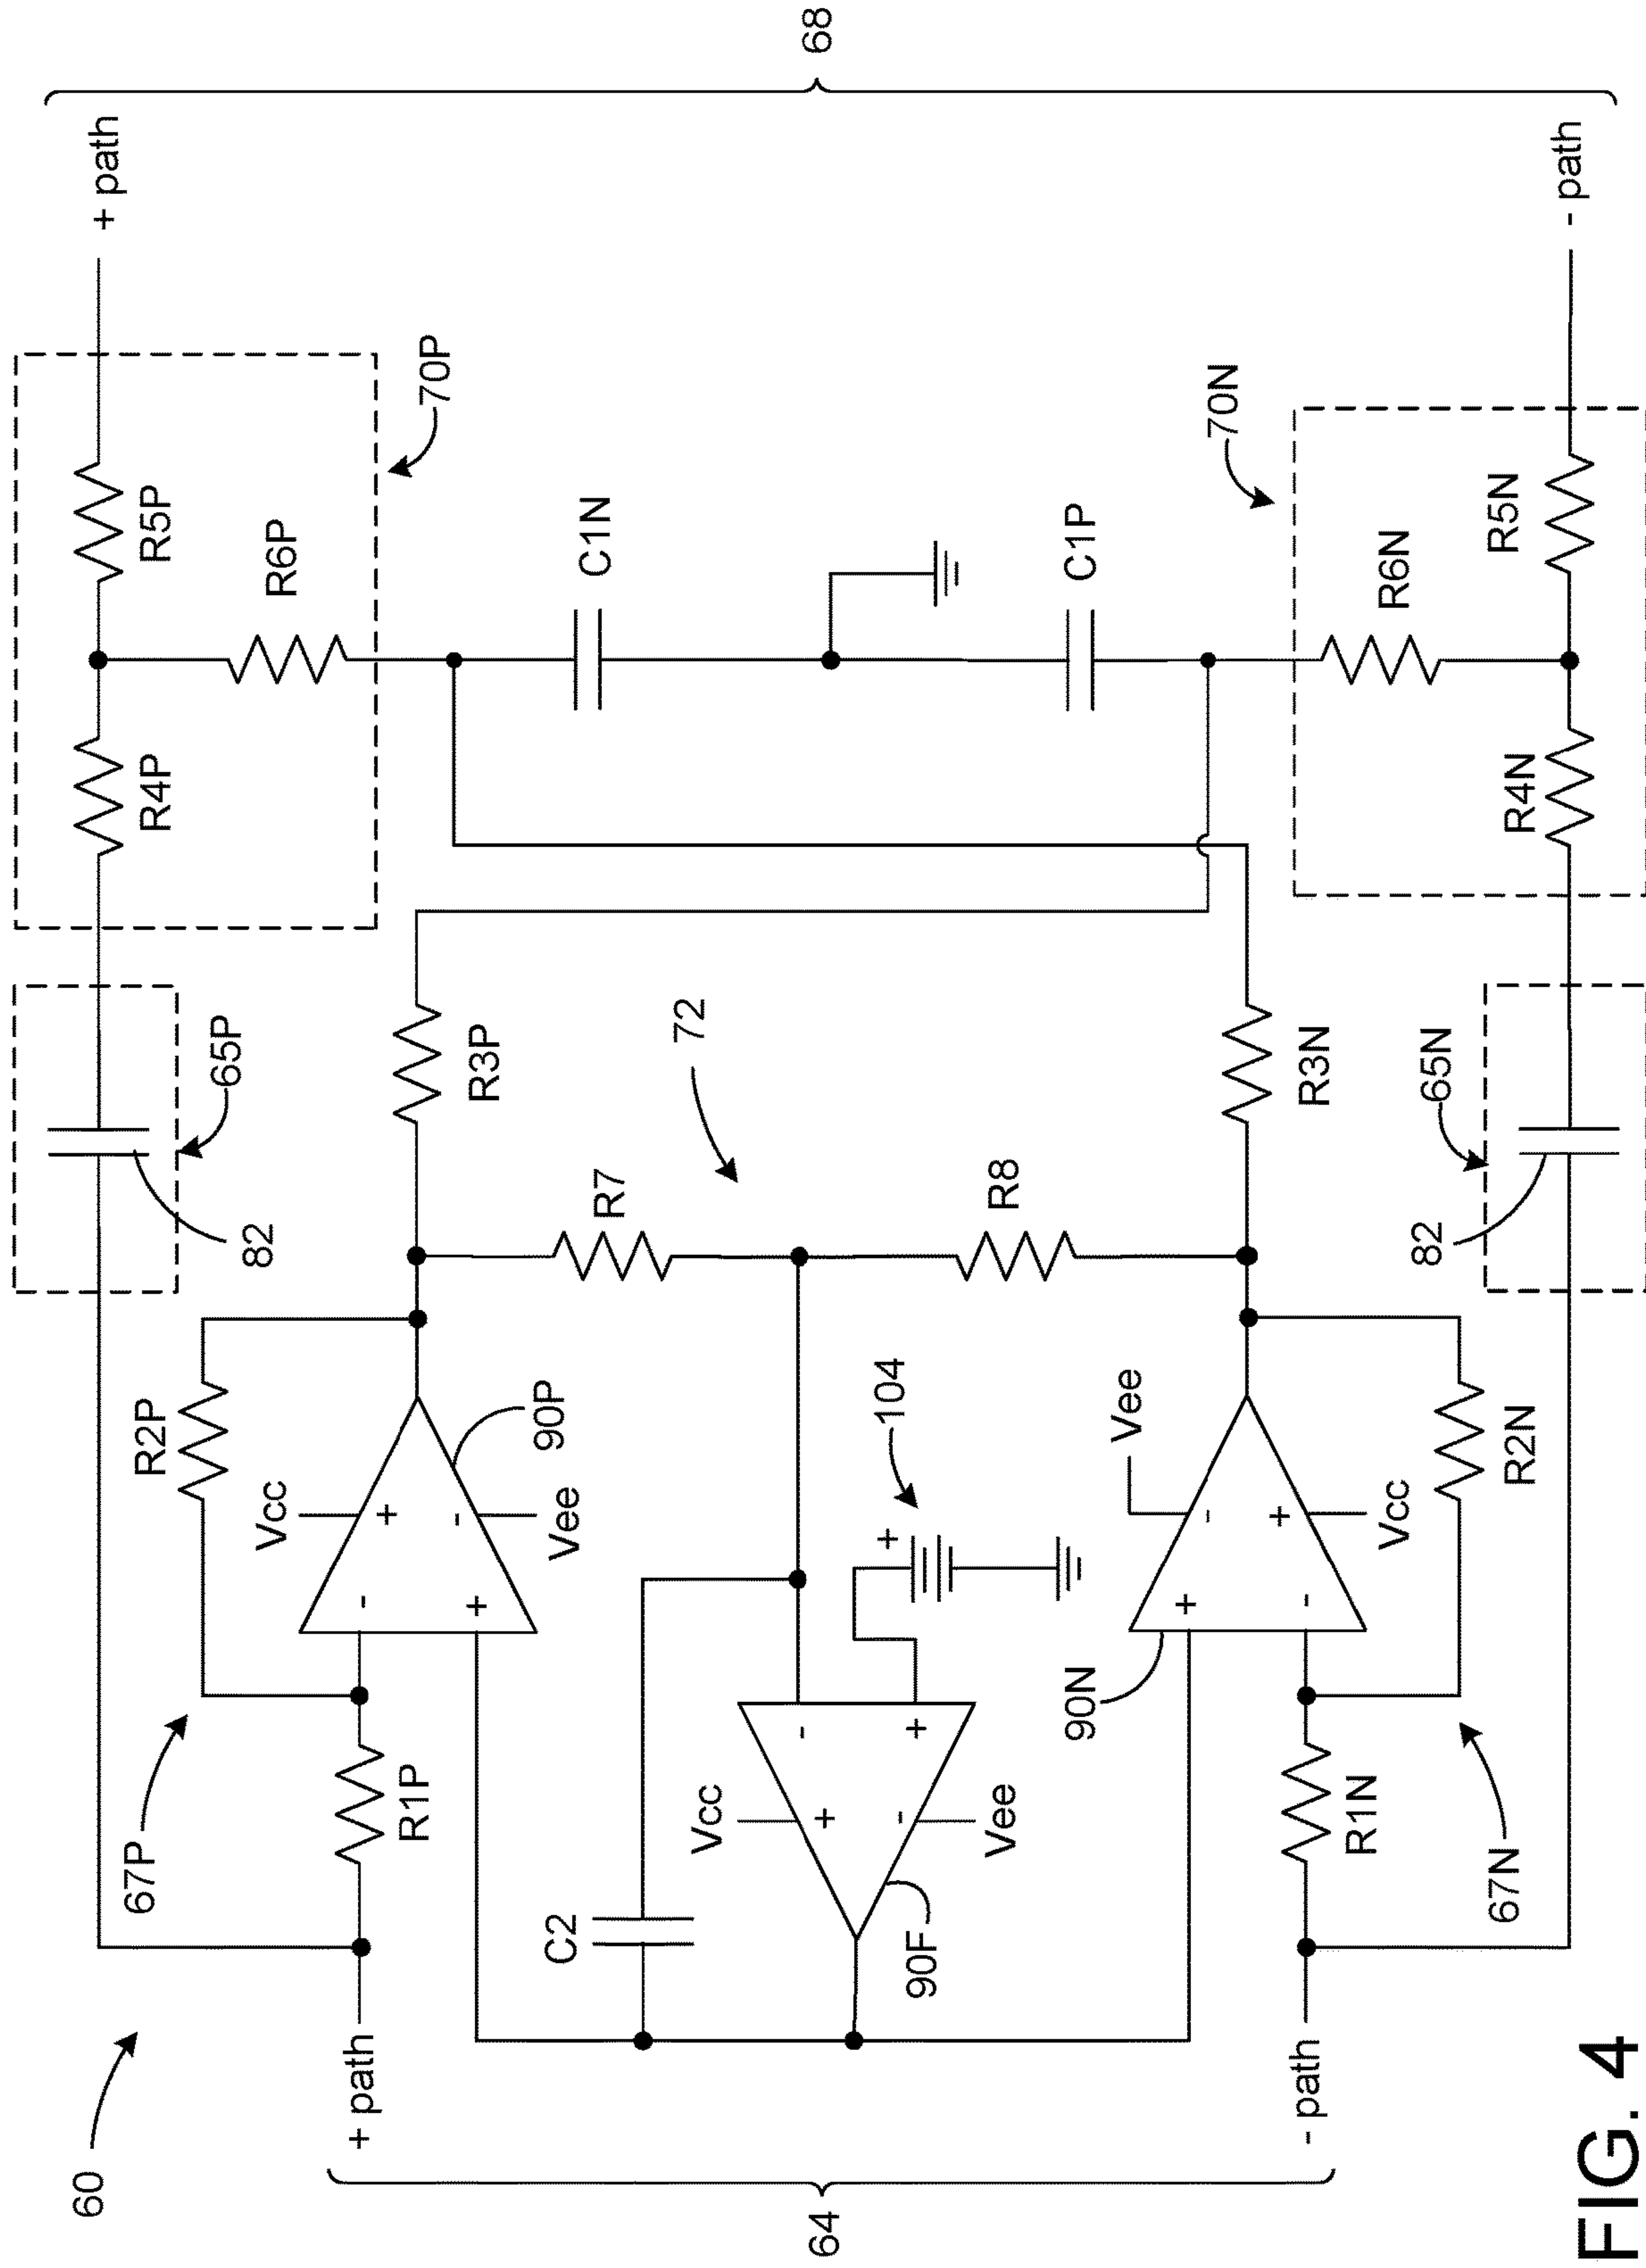 60
64
+ path
- path
67P
R1P
R2P
Vcc
-
+
+
-
Vee
90P
82
65P
R4P
R5P
R6P
70P
+ path
68
C2
Vcc
-
+
+
-
Vee
90F
+
104
R7
R8
72
R3P
R3N
C1N
C1P
90N
Vee
+
-
-
+
Vcc
R1N
R2N
67N
82
65N
R4N
R5N
R6N
70N
- path
FIG. 4